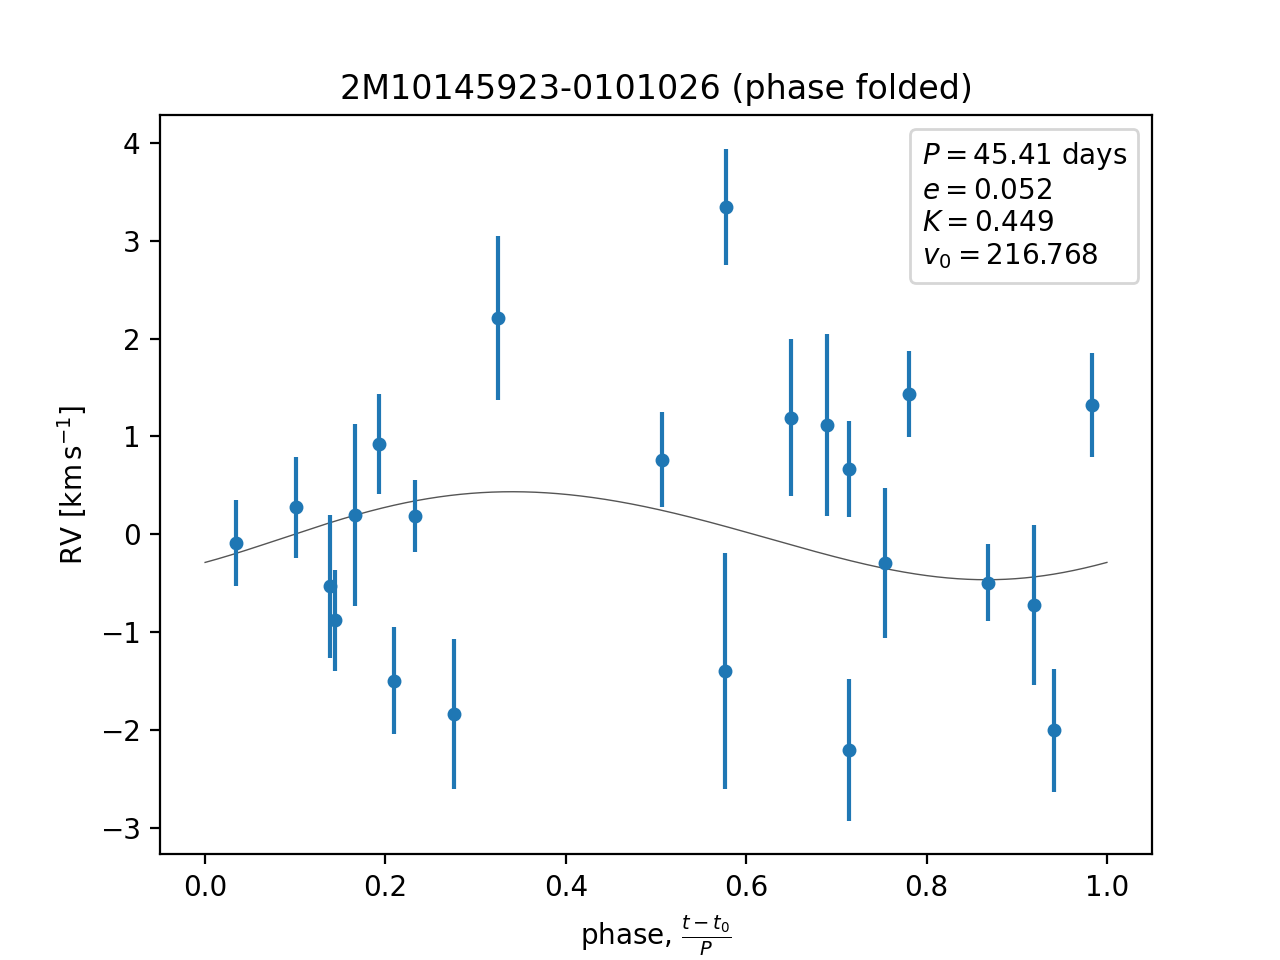 2M10145923-0101026 (phase folded)
P = 45.41 days
e = 0.052
K = 0.449
v₀ = 216.768
RV [km s⁻¹]
4
3
2
1
0
−1
−2
−3
0.0 0.2 0.4 0.6 0.8 1.0
phase, (t − t₀)/P